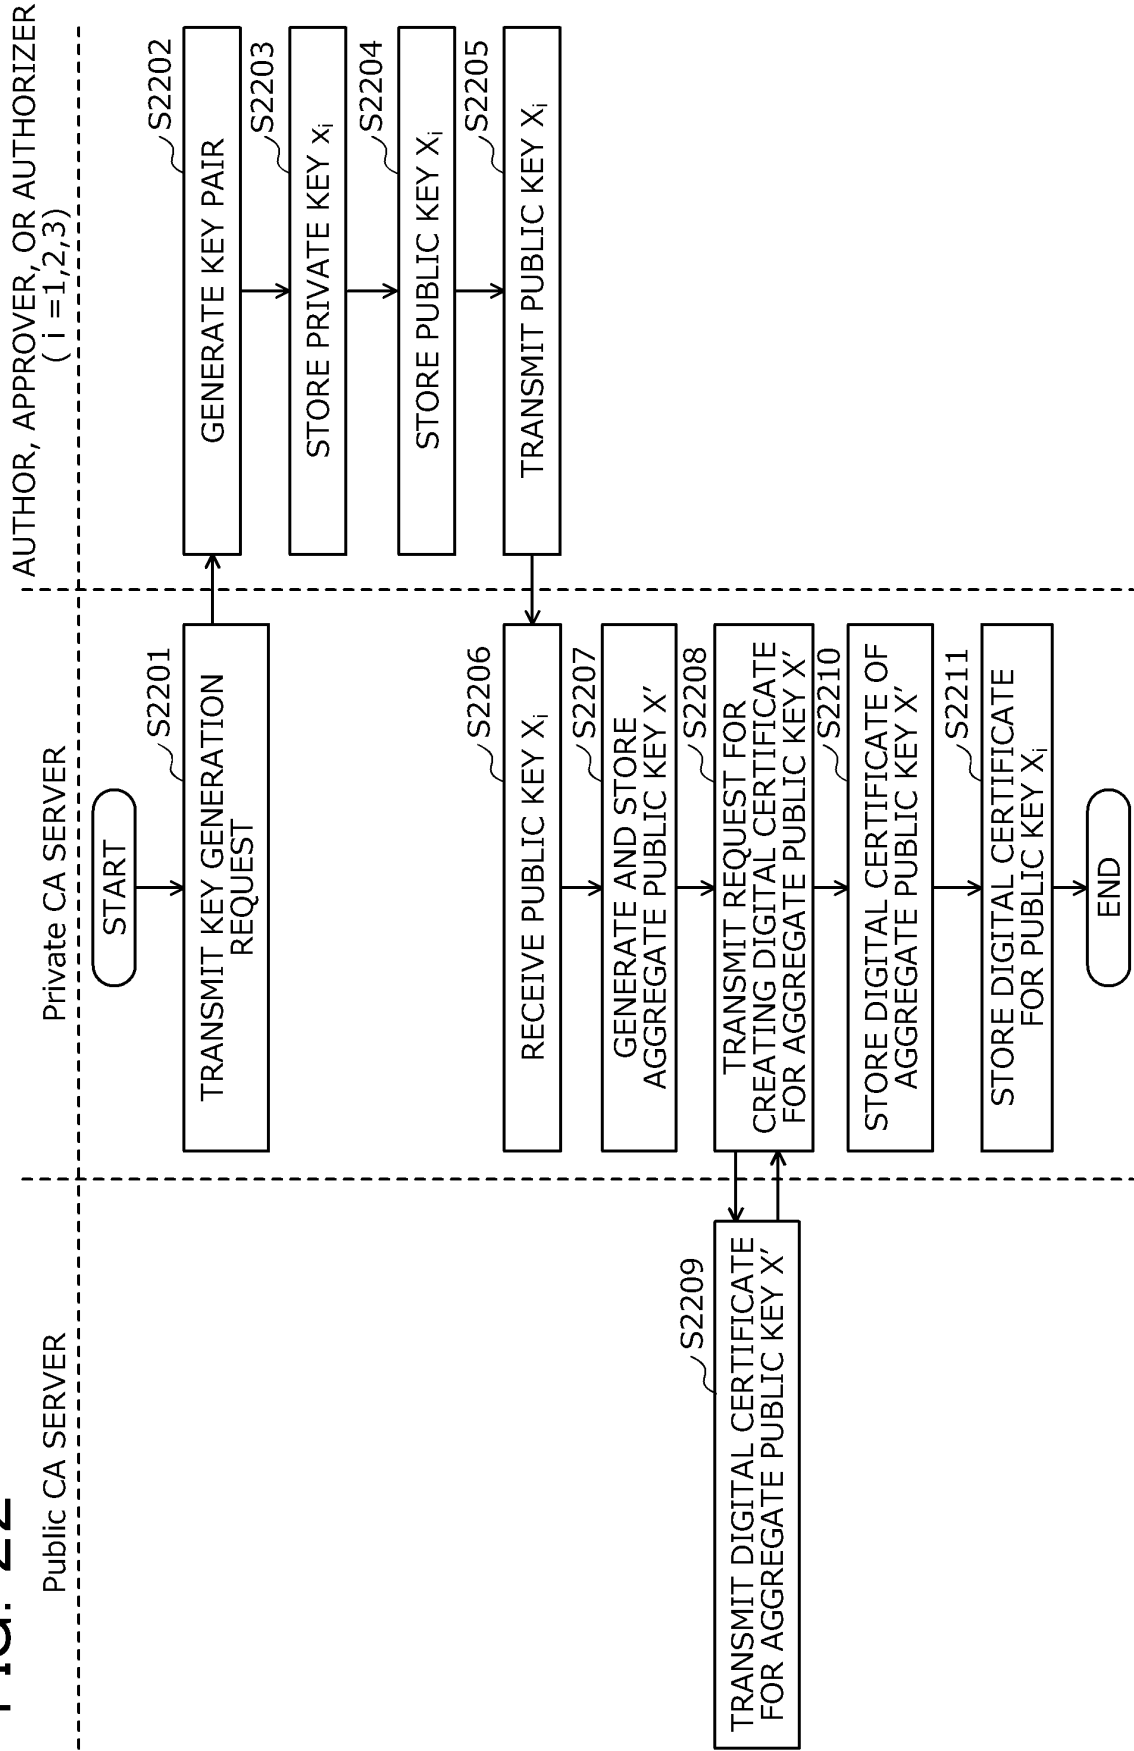 FIG. 22
Public CA SERVER
Private CA SERVER
AUTHOR, APPROVER, OR AUTHORIZER
( i =1,2,3)
START
S2201
TRANSMIT KEY GENERATION
REQUEST
S2202
GENERATE KEY PAIR
S2203
STORE PRIVATE KEY xᵢ
S2204
STORE PUBLIC KEY Xᵢ
S2205
TRANSMIT PUBLIC KEY Xᵢ
S2206
RECEIVE PUBLIC KEY Xᵢ
S2207
GENERATE AND STORE
AGGREGATE PUBLIC KEY X’
S2208
TRANSMIT REQUEST FOR
CREATING DIGITAL CERTIFICATE
FOR AGGREGATE PUBLIC KEY X’
S2209
TRANSMIT DIGITAL CERTIFICATE
FOR AGGREGATE PUBLIC KEY X’
S2210
STORE DIGITAL CERTIFICATE OF
AGGREGATE PUBLIC KEY X’
S2211
STORE DIGITAL CERTIFICATE
FOR PUBLIC KEY Xᵢ
END